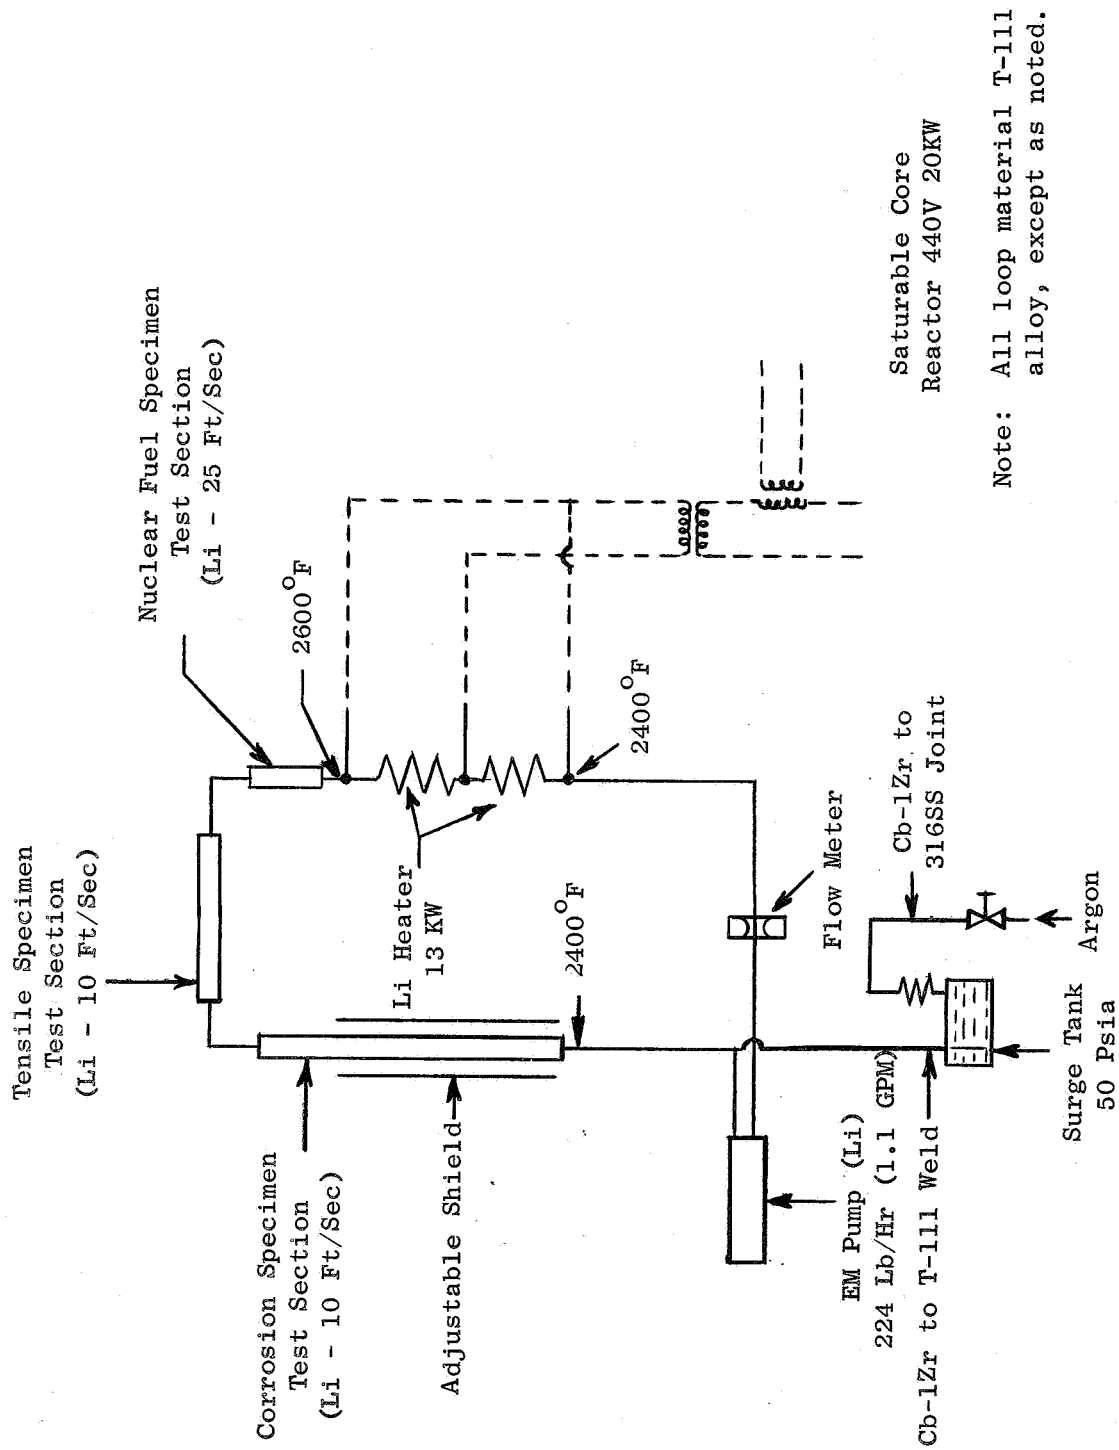 Tensile Specimen
Test Section
(Li - 10 Ft/Sec)
Nuclear Fuel Specimen
Test Section
(Li - 25 Ft/Sec)
Corrosion Specimen
Test Section
(Li - 10 Ft/Sec)
2600°F
Adjustable Shield
Li Heater
13 KW
2400°F
2400°F
Flow Meter
EM Pump (Li)
224 Lb/Hr (1.1 GPM)
Cb-1Zr to T-111 Weld
Cb-1Zr to
316SS Joint
Argon
Surge Tank
50 Psia
Saturable Core
Reactor 440V 20KW
Note: All loop material T-111
alloy, except as noted.